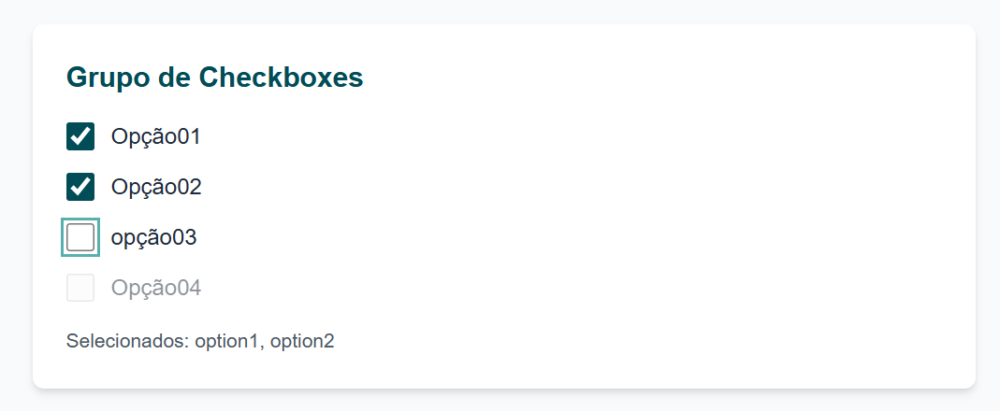 Grupo de Checkboxes
Opção01
Opção02
opção03
Opção04
Selecionados: option1, option2